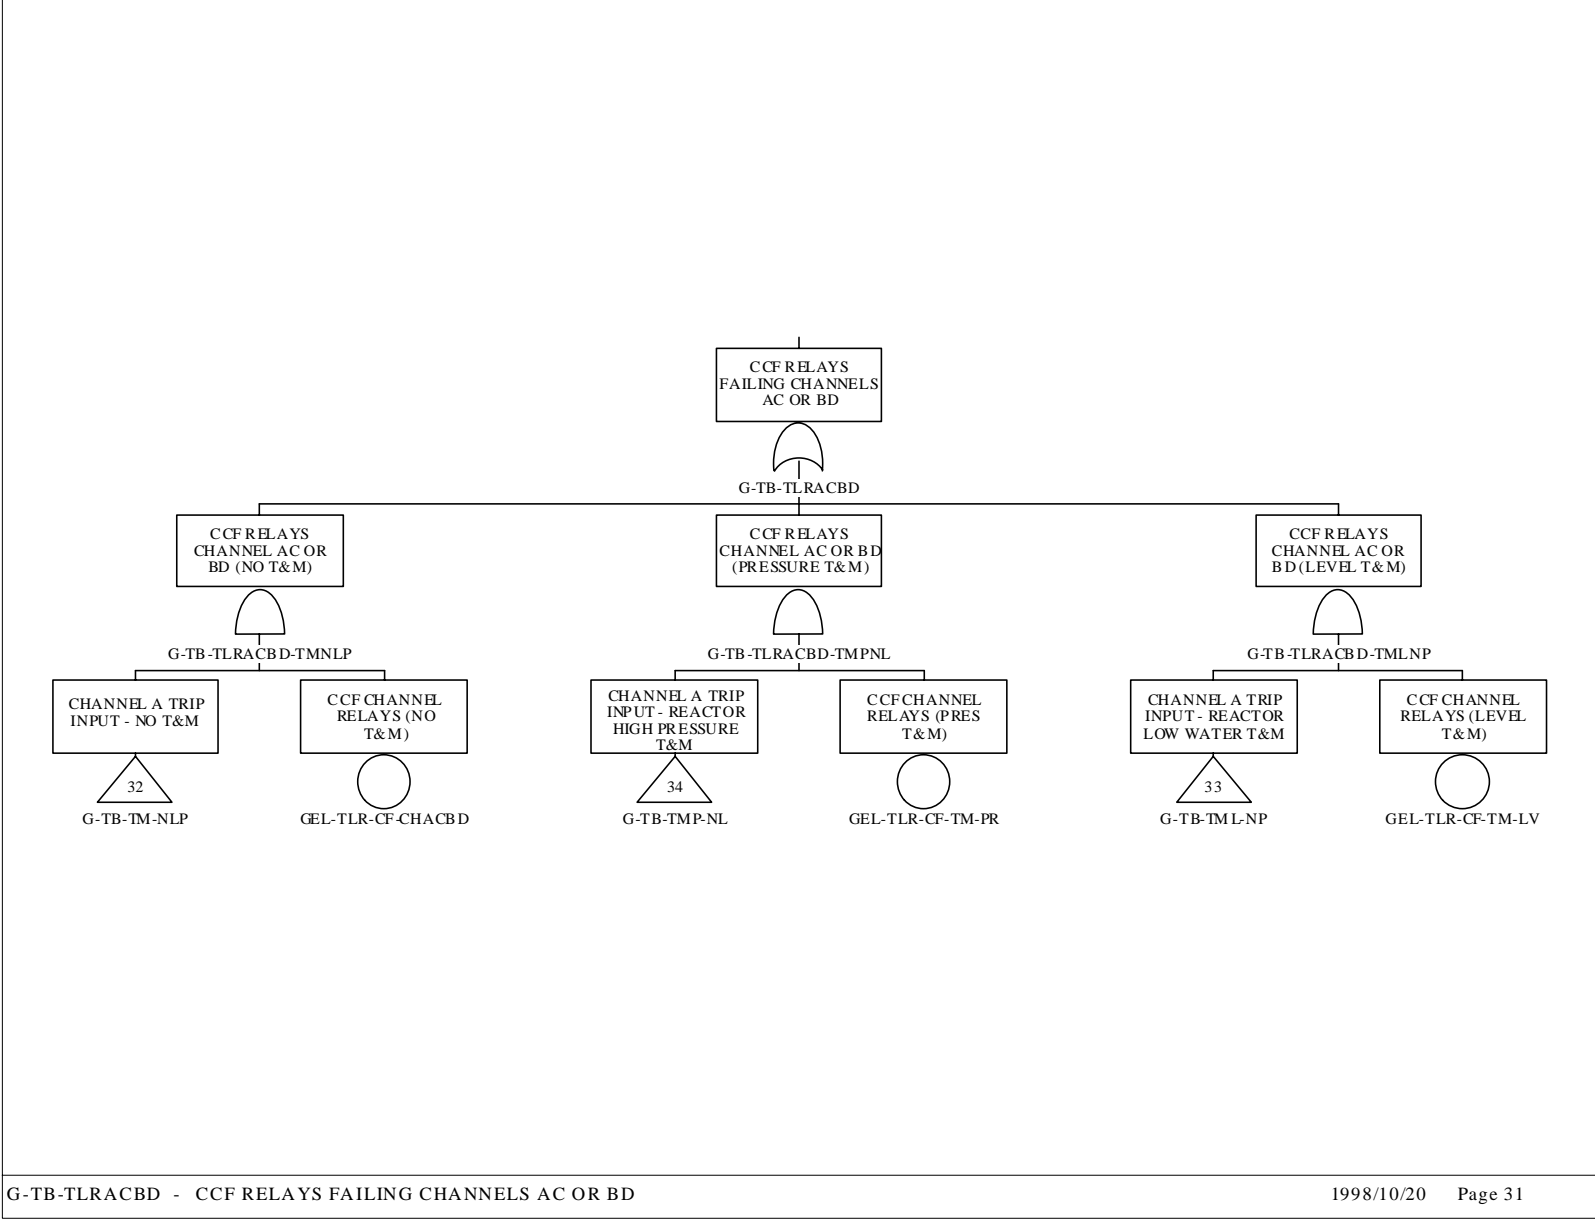 CCF RELAYS
FAILING CHANNELS
AC OR BD
G-TB-TLRACBD
CCF RELAYS
CHANNEL AC OR
BD (NO T&M)
G-TB-TLRACBD-TMNLP
CCF RELAYS
CHANNEL AC OR BD
(PRESSURE T&M)
G-TB-TLRACBD-TMPNL
CCF RELAYS
CHANNEL AC OR
BD (LEVEL T&M)
G-TB-TLRACBD-TMLNP
CHANNEL A TRIP
INPUT - NO T&M
32
G-TB-TM-NLP
CCF CHANNEL
RELAYS (NO
T&M)
GEL-TLR-CF-CHACBD
CHANNEL A TRIP
INPUT - REACTOR
HIGH PRESSURE
T&M
34
G-TB-TMP-NL
CCF CHANNEL
RELAYS (PRES
T&M)
GEL-TLR-CF-TM-PR
CHANNEL A TRIP
INPUT - REACTOR
LOW WATER T&M
33
G-TB-TML-NP
CCF CHANNEL
RELAYS (LEVEL
T&M)
GEL-TLR-CF-TM-LV
G-TB-TLRACBD - CCF RELAYS FAILING CHANNELS AC OR BD 1998/10/20 Page 31